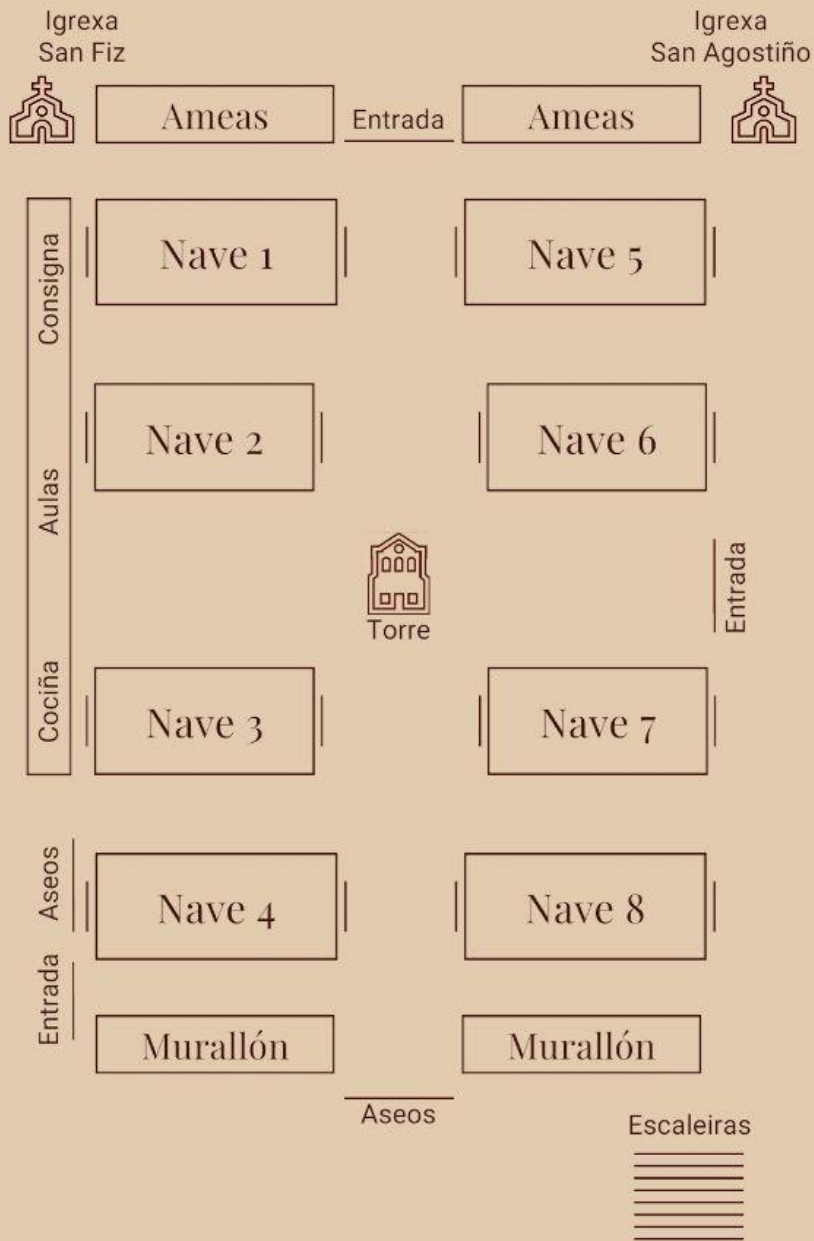 Igrexa
San Fiz
Igrexa
San Agostiño
Ameas
Entrada
Ameas
Consigna
Nave 1
Nave 5
Aulas
Nave 2
Nave 6
Torre
Entrada
Cociña
Nave 3
Nave 7
Aseos
Nave 4
Nave 8
Entrada
Murallón
Murallón
Aseos
Escaleiras